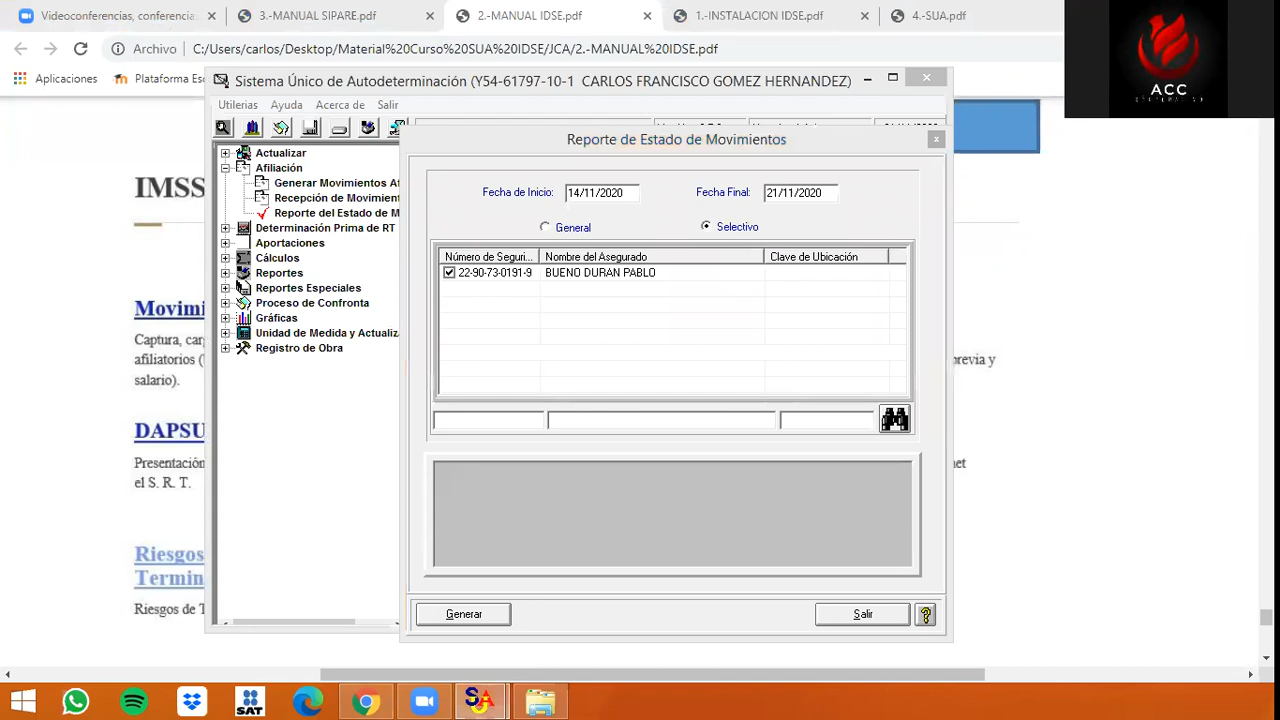 Videoconferencias, conferencia
3.-MANUAL SIPARE.pdf
2.-MANUAL IDSE.pdf
1.-INSTALACION IDSE.pdf
4.-SUA.pdf
Archivo
C:/Users/carlos/Desktop/Material%20Curso%20SUA%20IDSE/JCA/2.-MANUAL%20IDSE.pdf
Aplicaciones
Plataforma Es
ACC
Sistema Único de Autodeterminación (Y54-61797-10-1 CARLOS FRANCISCO GOMEZ HERNANDEZ)
Utilerias Ayuda Acerca de Salir
Reporte de Estado de Movimientos
Actualizar
Afiliación
Generar Movimientos Af
Recepción de Movimient
Reporte del Estado de M
Determinación Prima de RT
Aportaciones
Cálculos
Reportes
Reportes Especiales
Proceso de Confronta
Gráficas
Unidad de Medida y Actualiz
Registro de Obra
Fecha de Inicio: 14/11/2020 Fecha Final: 21/11/2020
General Selectivo
Número de Seguri... Nombre del Asegurado Clave de Ubicación
22-90-73-0191-9 BUENO DURAN PABLO
Generar Salir ?
IMSS
Movimi
Captura, car
afiliatorios (
previa y
salario).
DAPSU
Presentación
net
el S. R. T.
Riesgos
Termin
Riesgos de T
SAT
SA